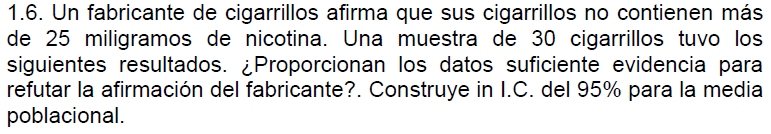 1.6. Un fabricante de cigarrillos afirma que sus cigarrillos no contienen más
de 25 miligramos de nicotina. Una muestra de 30 cigarrillos tuvo los
siguientes resultados. ¿Proporcionan los datos suficiente evidencia para
refutar la afirmación del fabricante?. Construye in I.C. del 95% para la media
poblacional.